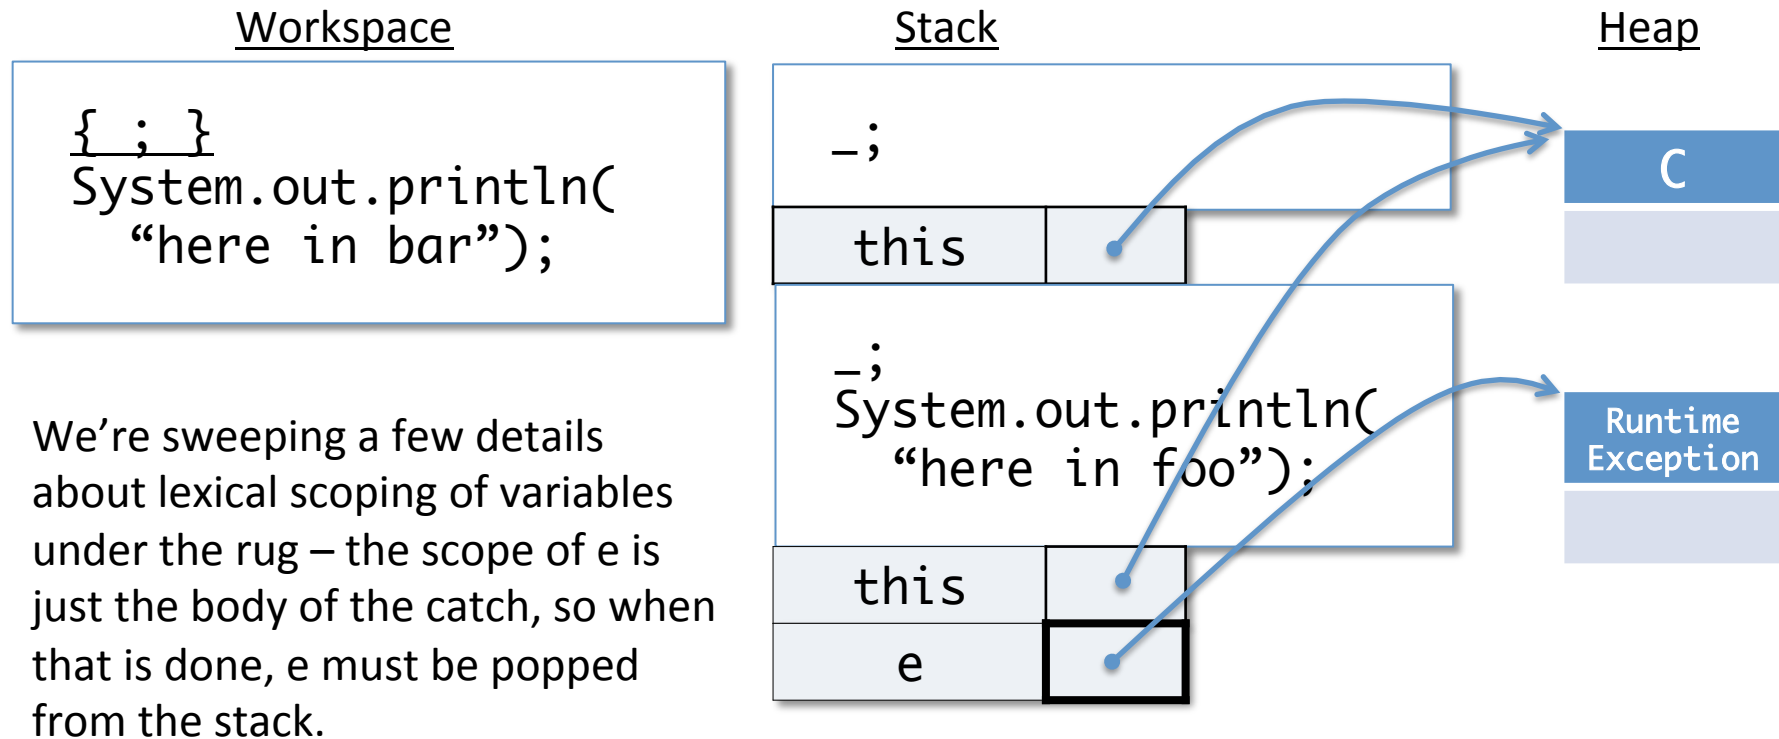 Workspace
{ ; }
System.out.println(
“here in bar”);
We’re sweeping a few details
about lexical scoping of variables
under the rug – the scope of e is
just the body of the catch, so when
that is done, e must be popped
from the stack.
Stack
_;
this
_;
System.out.println(
“here in foo”);
this
e
Heap
C
Runtime
Exception